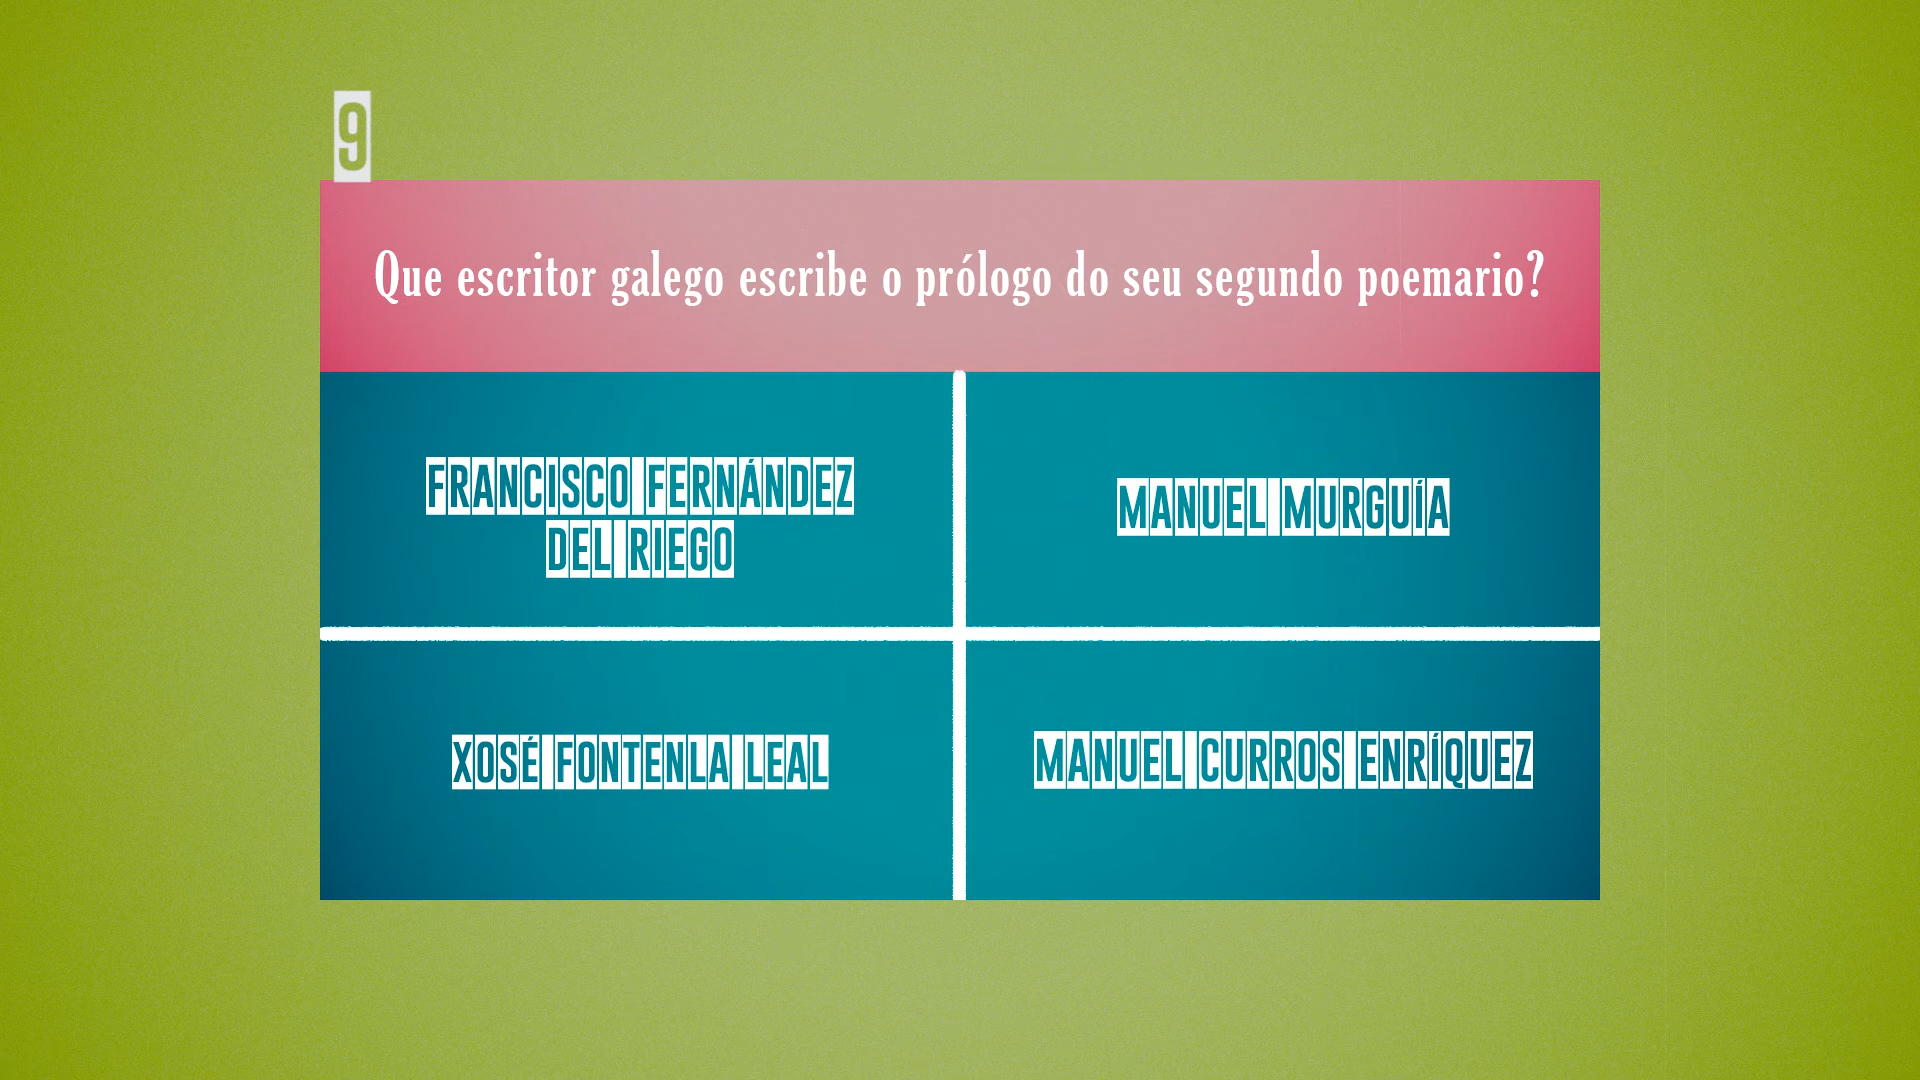 9
Que escritor galego escribe o prólogo do seu segundo poemario?
FRANCISCO FERNÁNDEZ
DEL RIEGO
MANUEL MURGUÍA
XOSÉ FONTENLA LEAL
MANUEL CURROS ENRÍQUEZ